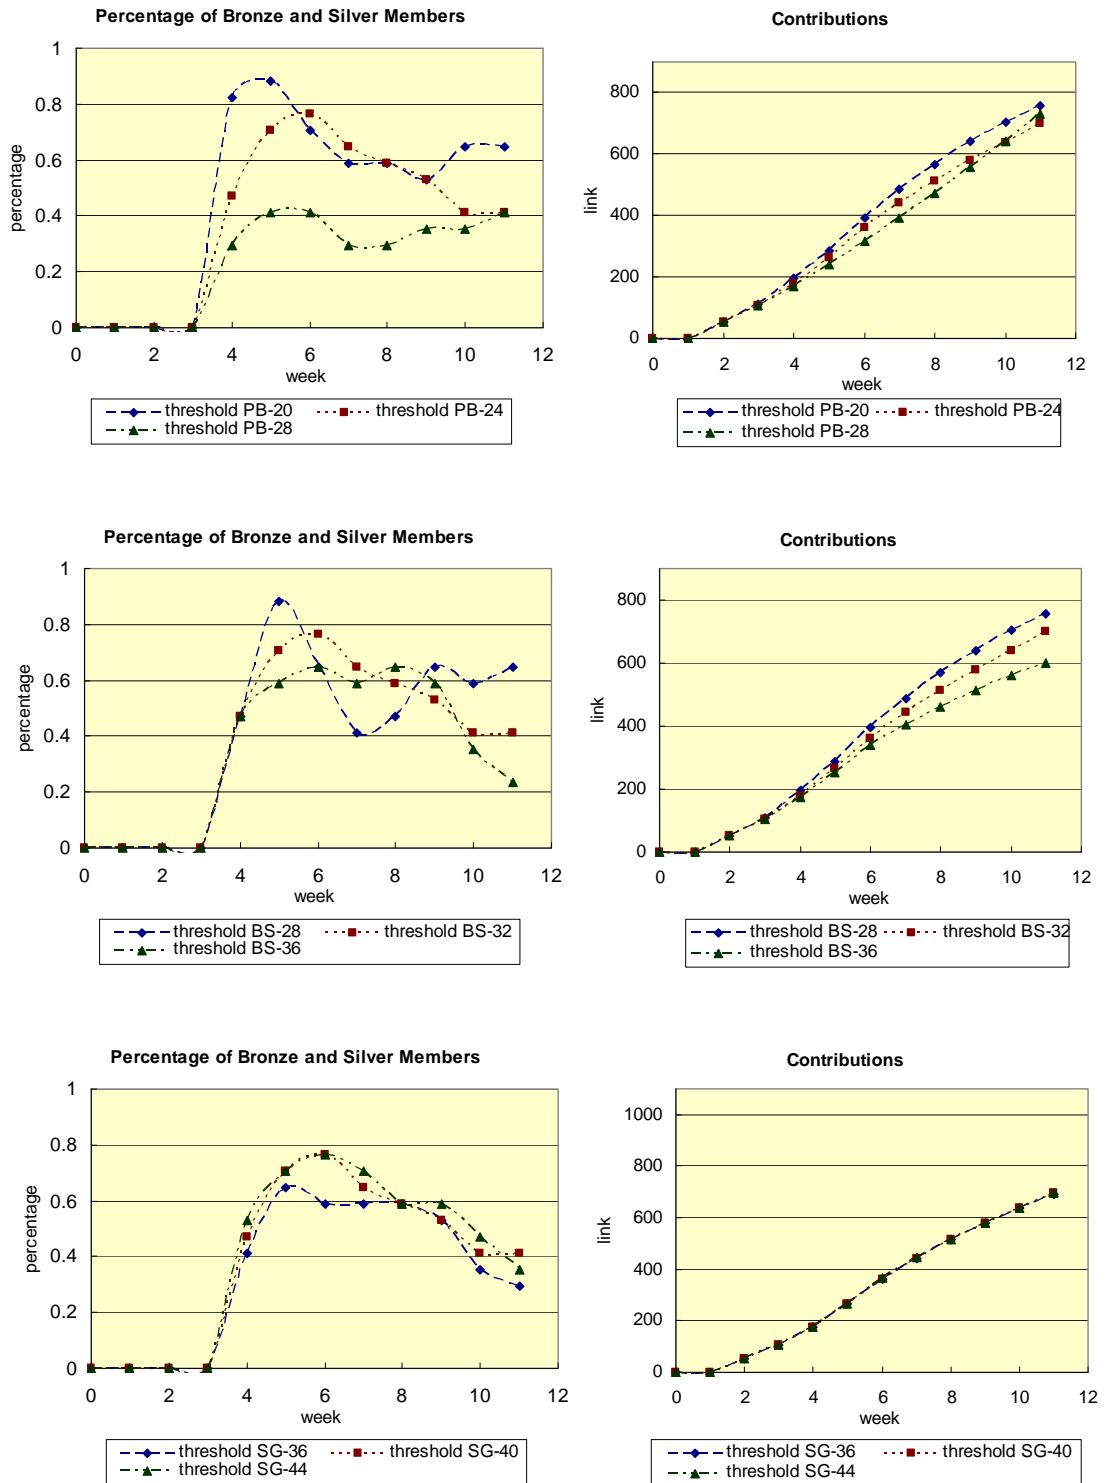 Percentage of Bronze and Silver Members
1
0.8
0.6
0.4
0.2
0
percentage
0 2 4 6 8 10 12
week
threshold PB-20 threshold PB-24
threshold PB-28
Contributions
800
600
400
200
0
link
0 2 4 6 8 10 12
week
threshold PB-20 threshold PB-24
threshold PB-28
Percentage of Bronze and Silver Members
1
0.8
0.6
0.4
0.2
0
percentage
0 2 4 6 8 10 12
week
threshold BS-28 threshold BS-32
threshold BS-36
Contributions
800
600
400
200
0
link
0 2 4 6 8 10 12
week
threshold BS-28 threshold BS-32
threshold BS-36
Percentage of Bronze and Silver Members
1
0.8
0.6
0.4
0.2
0
percentage
0 2 4 6 8 10 12
week
threshold SG-36 threshold SG-40
threshold SG-44
Contributions
1000
800
600
400
200
0
link
0 2 4 6 8 10 12
week
threshold SG-36 threshold SG-40
threshold SG-44